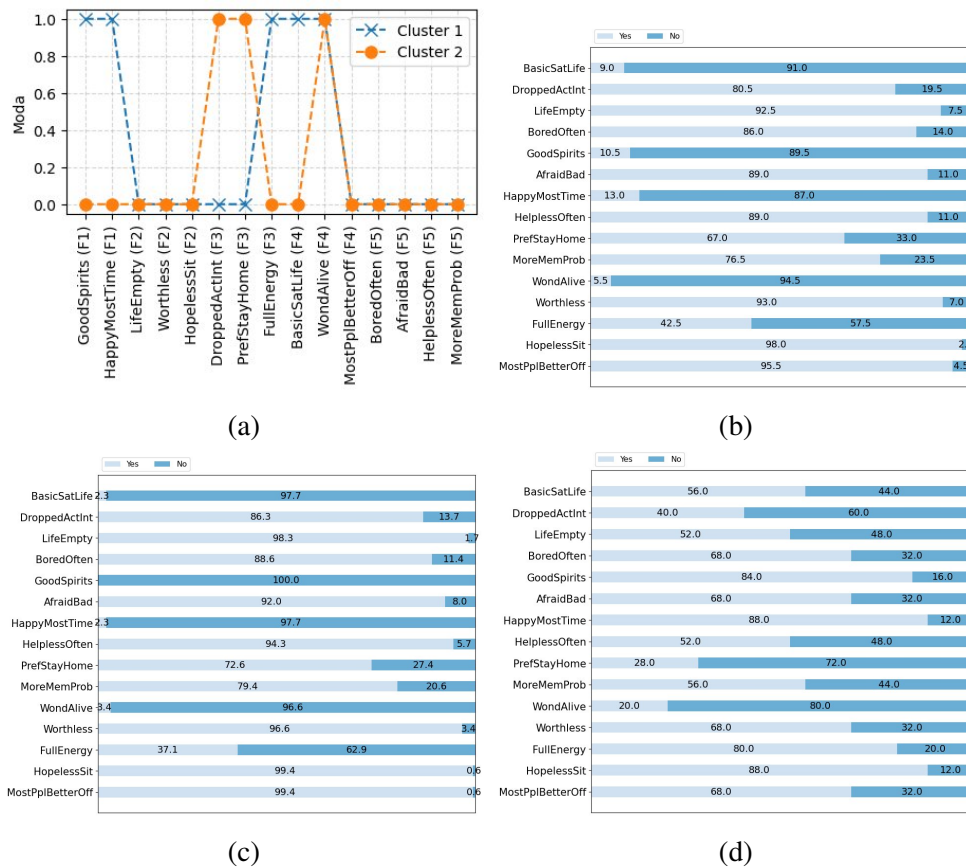 1.0
0.8
0.6
0.4
0.2
0.0
Moda
Cluster 1
Cluster 2
GoodSpirits (F1)
HappyMostTime (F1)
LifeEmpty (F2)
Worthless (F2)
HopelessSit (F2)
DroppedActInt (F3)
PrefStayHome (F3)
FullEnergy (F3)
BasicSatLife (F4)
WondAlive (F4)
MostPplBetterOff (F4)
BoredOften (F5)
AfraidBad (F5)
HelplessOften (F5)
MoreMemProb (F5)
(a)
Yes No
BasicSatLife 9.0 91.0
DroppedActInt 80.5 19.5
LifeEmpty 92.5 7.5
BoredOften 86.0 14.0
GoodSpirits 10.5 89.5
AfraidBad 89.0 11.0
HappyMostTime 13.0 87.0
HelplessOften 89.0 11.0
PrefStayHome 67.0 33.0
MoreMemProb 76.5 23.5
WondAlive 5.5 94.5
Worthless 93.0 7.0
FullEnergy 42.5 57.5
HopelessSit 98.0 2.
MostPplBetterOff 95.5 4.5
(b)
Yes No
BasicSatLife 2.3 97.7
DroppedActInt 86.3 13.7
LifeEmpty 98.3 1.7
BoredOften 88.6 11.4
GoodSpirits 100.0
AfraidBad 92.0 8.0
HappyMostTime 2.3 97.7
HelplessOften 94.3 5.7
PrefStayHome 72.6 27.4
MoreMemProb 79.4 20.6
WondAlive 3.4 96.6
Worthless 96.6 3.4
FullEnergy 37.1 62.9
HopelessSit 99.4 0.6
MostPplBetterOff 99.4 0.6
(c)
Yes No
BasicSatLife 56.0 44.0
DroppedActInt 40.0 60.0
LifeEmpty 52.0 48.0
BoredOften 68.0 32.0
GoodSpirits 84.0 16.0
AfraidBad 68.0 32.0
HappyMostTime 88.0 12.0
HelplessOften 52.0 48.0
PrefStayHome 28.0 72.0
MoreMemProb 56.0 44.0
WondAlive 20.0 80.0
Worthless 68.0 32.0
FullEnergy 80.0 20.0
HopelessSit 88.0 12.0
MostPplBetterOff 68.0 32.0
(d)